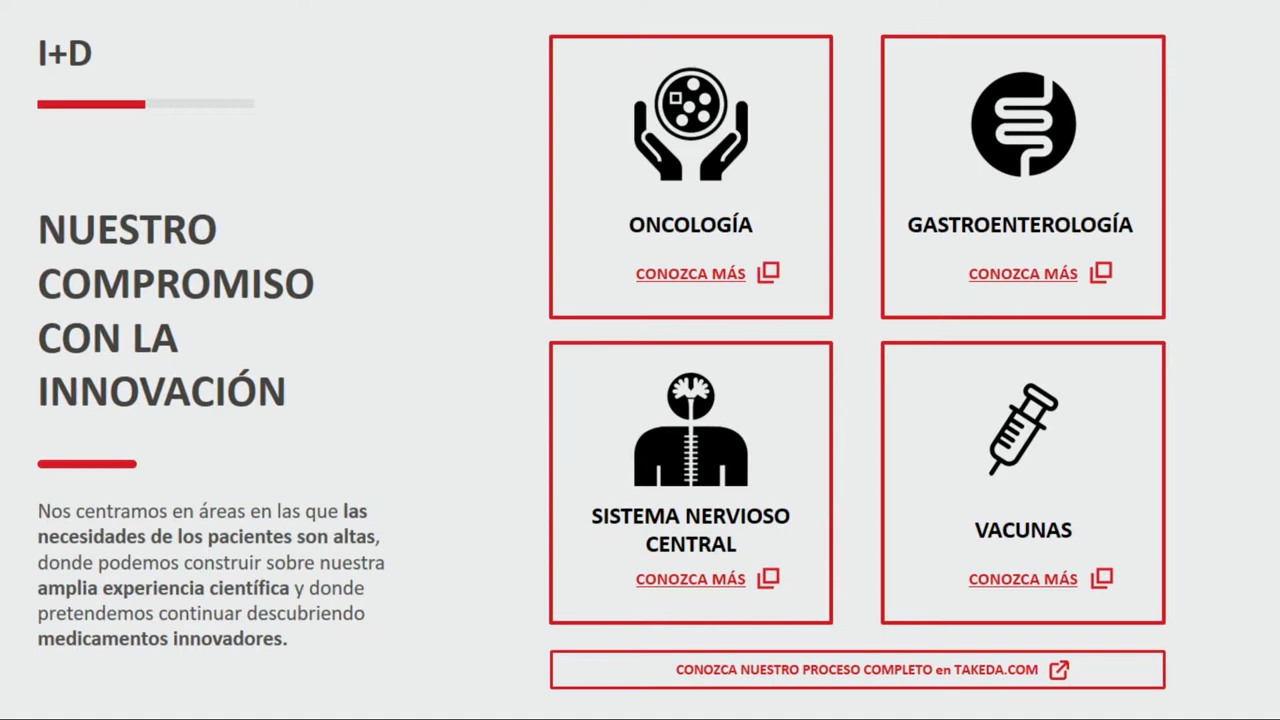 I+D
NUESTRO
COMPROMISO
CON LA
INNOVACIÓN
Nos centramos en áreas en las que las
necesidades de los pacientes son altas,
donde podemos construir sobre nuestra
amplia experiencia científica y donde
pretendemos continuar descubriendo
medicamentos innovadores.
ONCOLOGÍA
CONOZCA MÁS
GASTROENTEROLOGÍA
CONOZCA MÁS
SISTEMA NERVIOSO
CENTRAL
CONOZCA MÁS
VACUNAS
CONOZCA MÁS
CONOZCA NUESTRO PROCESO COMPLETO en TAKEDA.COM